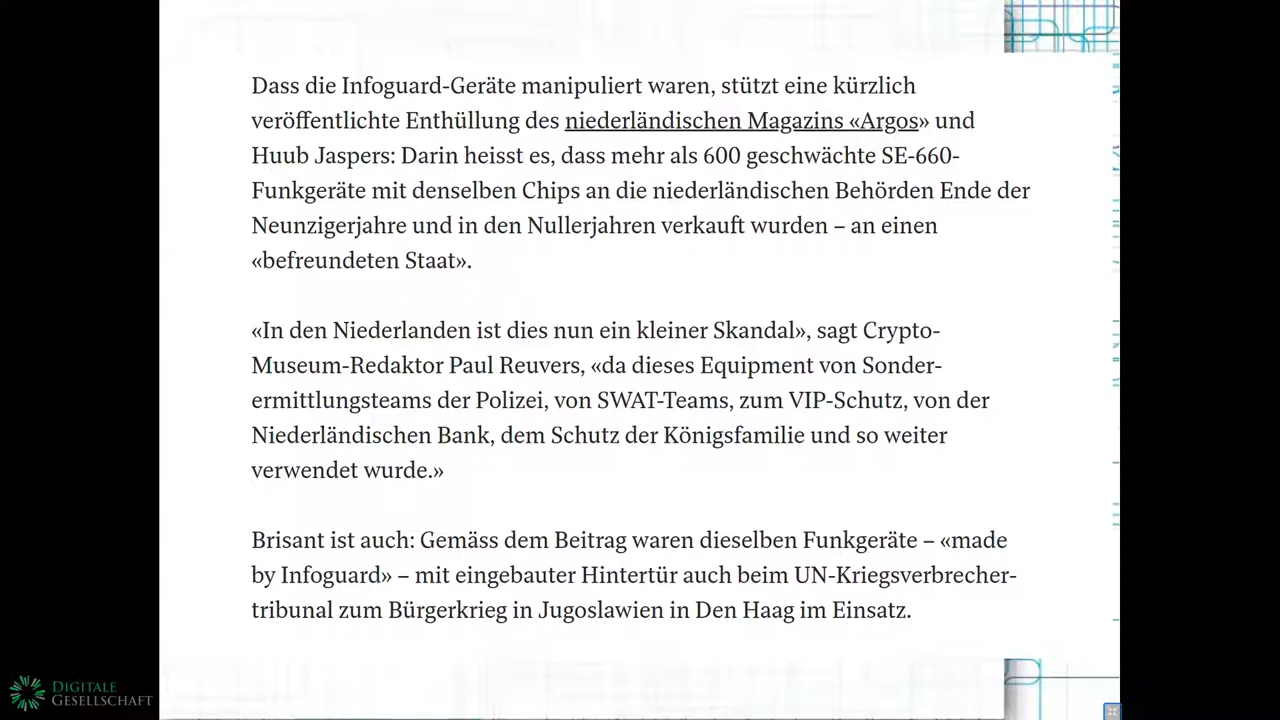 Dass die Infoguard-Geräte manipuliert waren, stützt eine kürzlich
veröffentlichte Enthüllung des niederländischen Magazins «Argos» und
Huub Jaspers: Darin heisst es, dass mehr als 600 geschwächte SE-660-
Funkgeräte mit denselben Chips an die niederländischen Behörden Ende der
Neunzigerjahre und in den Nullerjahren verkauft wurden – an einen
«befreundeten Staat».
«In den Niederlanden ist dies nun ein kleiner Skandal», sagt Crypto-
Museum-Redaktor Paul Reuvers, «da dieses Equipment von Sonder-
ermittlungsteams der Polizei, von SWAT-Teams, zum VIP-Schutz, von der
Niederländischen Bank, dem Schutz der Königsfamilie und so weiter
verwendet wurde.»
Brisant ist auch: Gemäss dem Beitrag waren dieselben Funkgeräte – «made
by Infoguard» – mit eingebauter Hintertür auch beim UN-Kriegsverbrecher-
tribunal zum Bürgerkrieg in Jugoslawien in Den Haag im Einsatz.
DIGITALE
GESELLSCHAFT